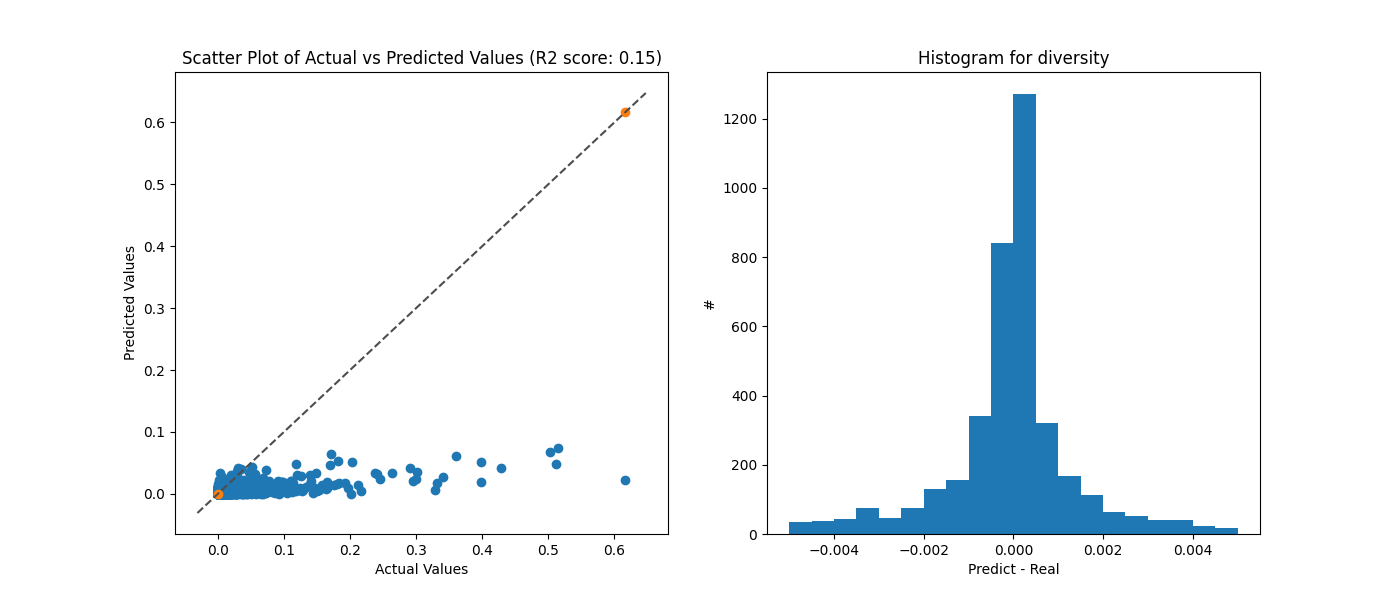 Scatter Plot of Actual vs Predicted Values (R2 score: 0.15)
0.6
0.5
0.4
0.3
0.2
0.1
0.0
Predicted Values
0.0 0.1 0.2 0.3 0.4 0.5 0.6
Actual Values
Histogram for diversity
1200
1000
800
600
400
200
0
#
−0.004 −0.002 0.000 0.002 0.004
Predict - Real